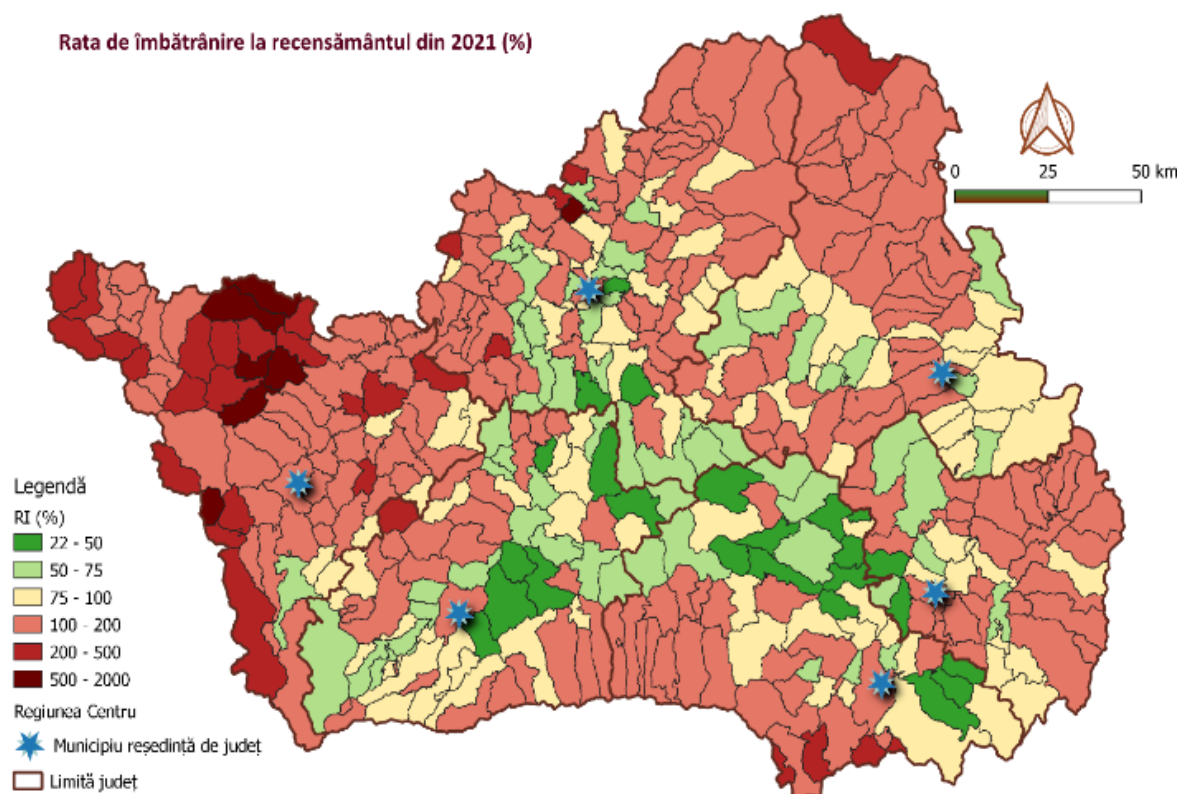 Rata de îmbătrânire la recensământul din 2021 (%)
0 25 50 km
Legendă
RI (%)
22 - 50
50 - 75
75 - 100
100 - 200
200 - 500
500 - 2000
Regiunea Centru
Municipiu reședință de județ
Limită județ